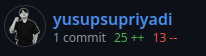 yusupsupriyadi
1 commit 25 ++ 13 --